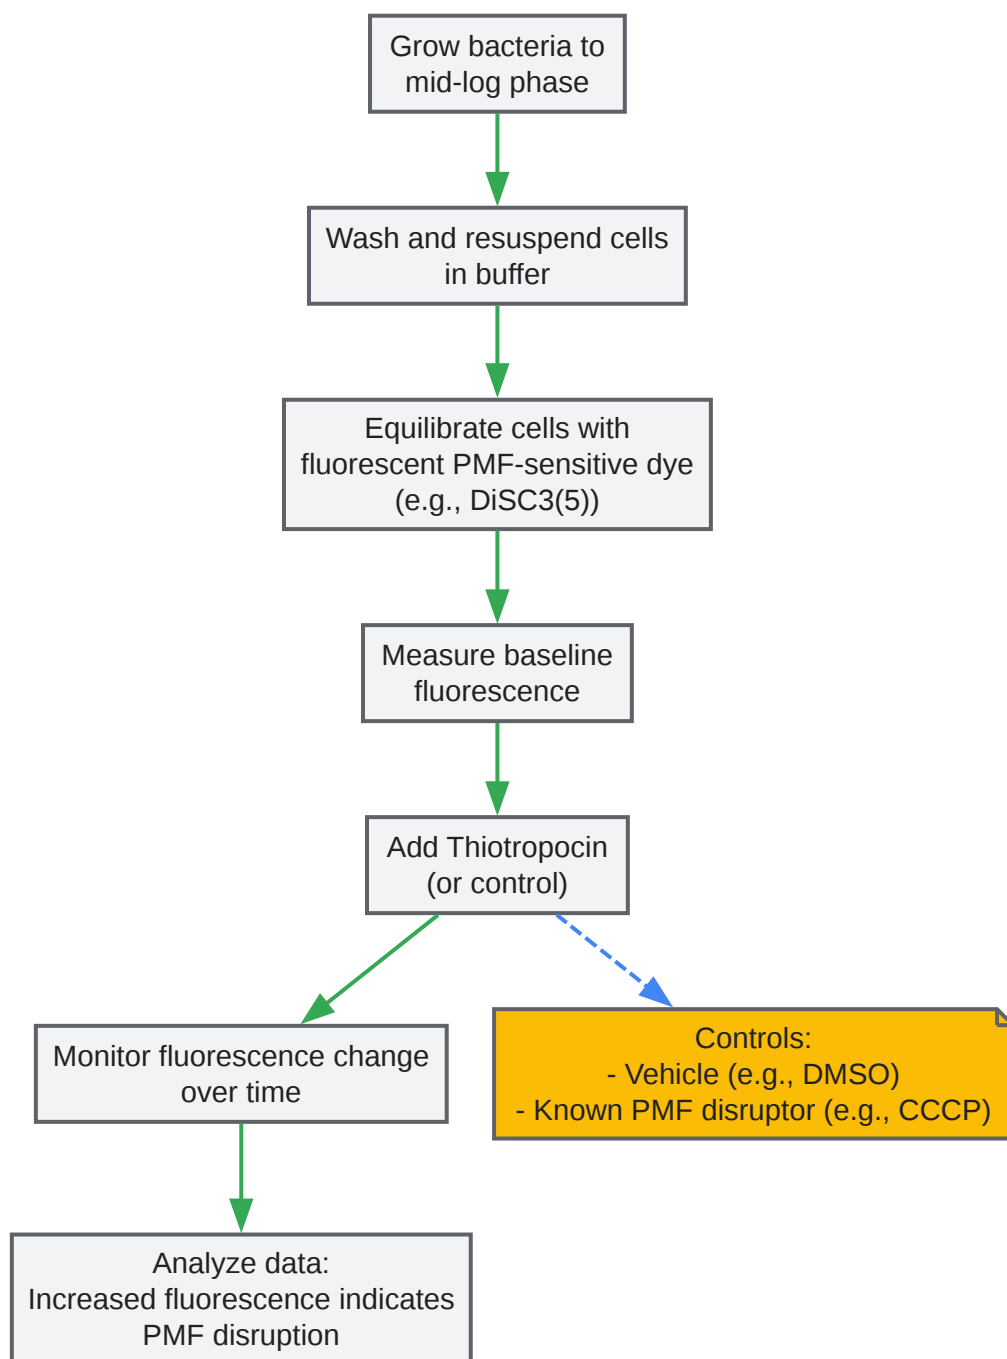 Grow bacteria to
mid-log phase
Wash and resuspend cells
in buffer
Equilibrate cells with
fluorescent PMF-sensitive dye
(e.g., DiSC3(5))
Measure baseline
fluorescence
Add Thiotropocin
(or control)
Monitor fluorescence change
over time
Controls:
- Vehicle (e.g., DMSO)
- Known PMF disruptor (e.g., CCCP)
Analyze data:
Increased fluorescence indicates
PMF disruption